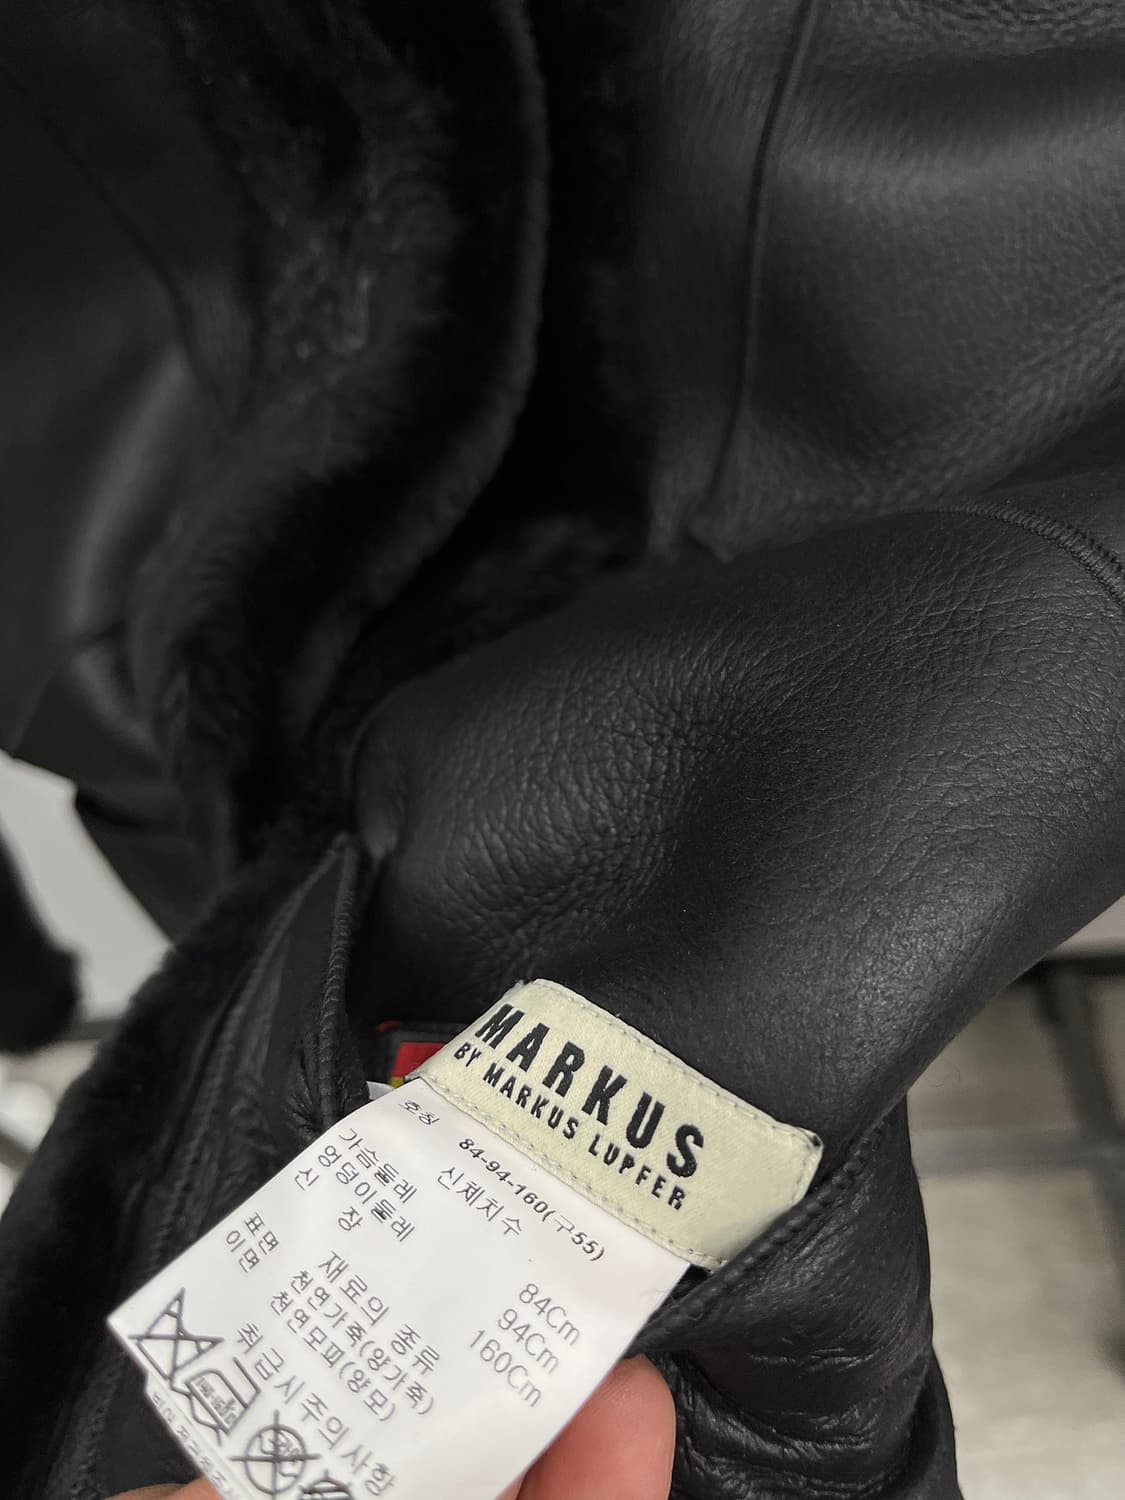 MARKUS
BY MARKUS LUPFER
호칭 84-94-160(구55)
신체치수
가슴둘레 84Cm
엉덩이둘레 94Cm
신 장 160Cm
재료의 종류
표면 천연가죽(양가죽)
이면 천연모피(양모)
취급시주의사항